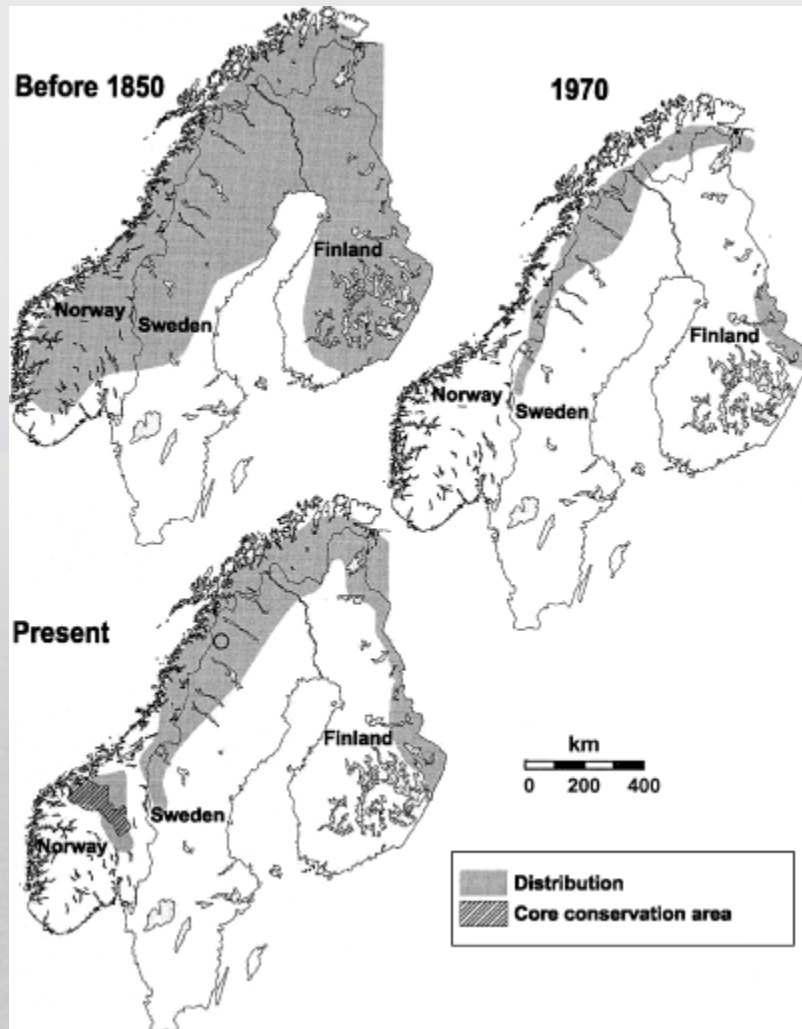 Before 1850
1970
Finland
Norway
Sweden
Finland
Norway
Sweden
Present
Finland
km
0 200 400
Sweden
Norway
Distribution
Core conservation area